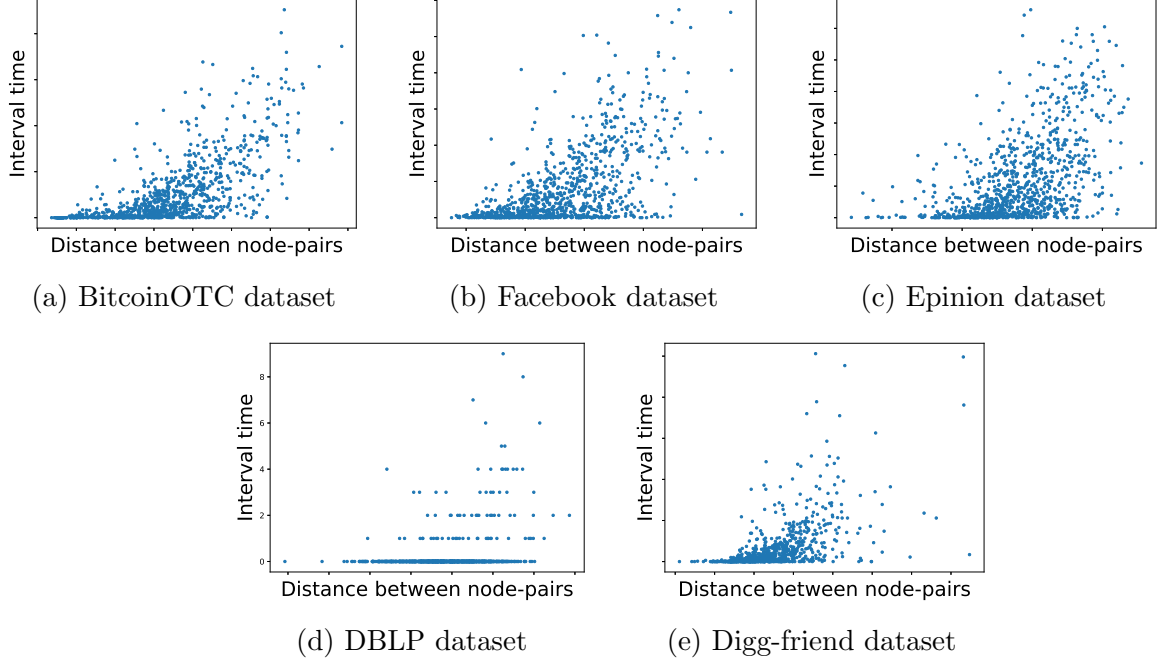 Interval time
Distance between node-pairs
(a) BitcoinOTC dataset
Interval time
Distance between node-pairs
(b) Facebook dataset
Interval time
Distance between node-pairs
(c) Epinion dataset
Interval time
8
6
4
2
0
Distance between node-pairs
(d) DBLP dataset
Interval time
Distance between node-pairs
(e) Digg-friend dataset